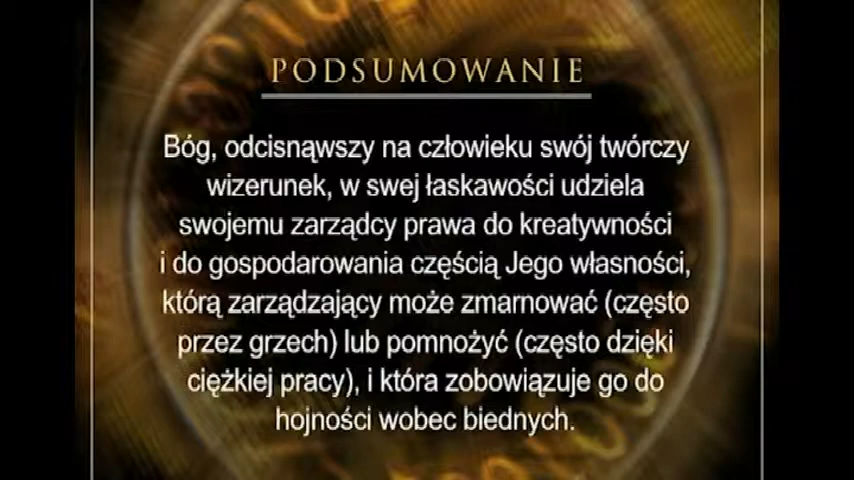 PODSUMOWANIE
Bóg, odcisnąwszy na człowieku swój twórczy
wizerunek, w swej łaskawości udziela
swojemu zarządcy prawa do kreatywności
i do gospodarowania częścią Jego własności,
którą zarządzający może zmarnować (często
przez grzech) lub pomnożyć (często dzięki
ciężkiej pracy), i która zobowiązuje go do
hojności wobec biednych.